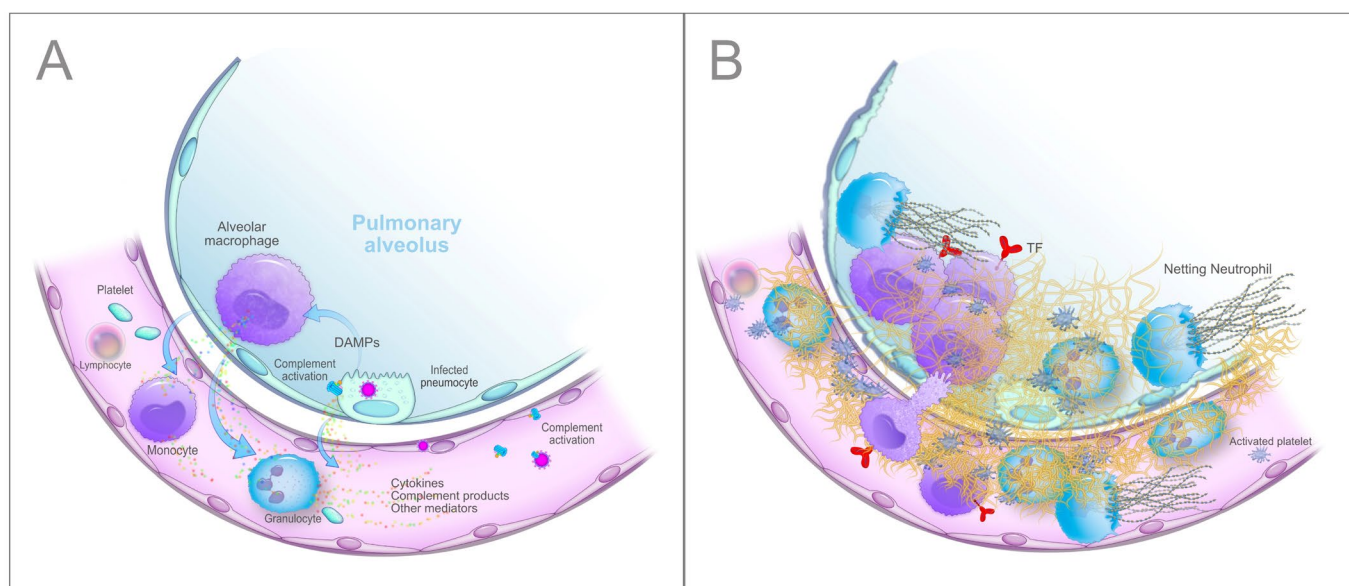 A
Pulmonary
alveolus
Alveolar
macrophage
Platelet
Lymphocyte
DAMPs
Complement
activation
Infected
pneumocyte
Monocyte
Complement
activation
Cytokines
Complement products
Other mediators
Granulocyte
B
TF
Netting Neutrophil
Activated platelet